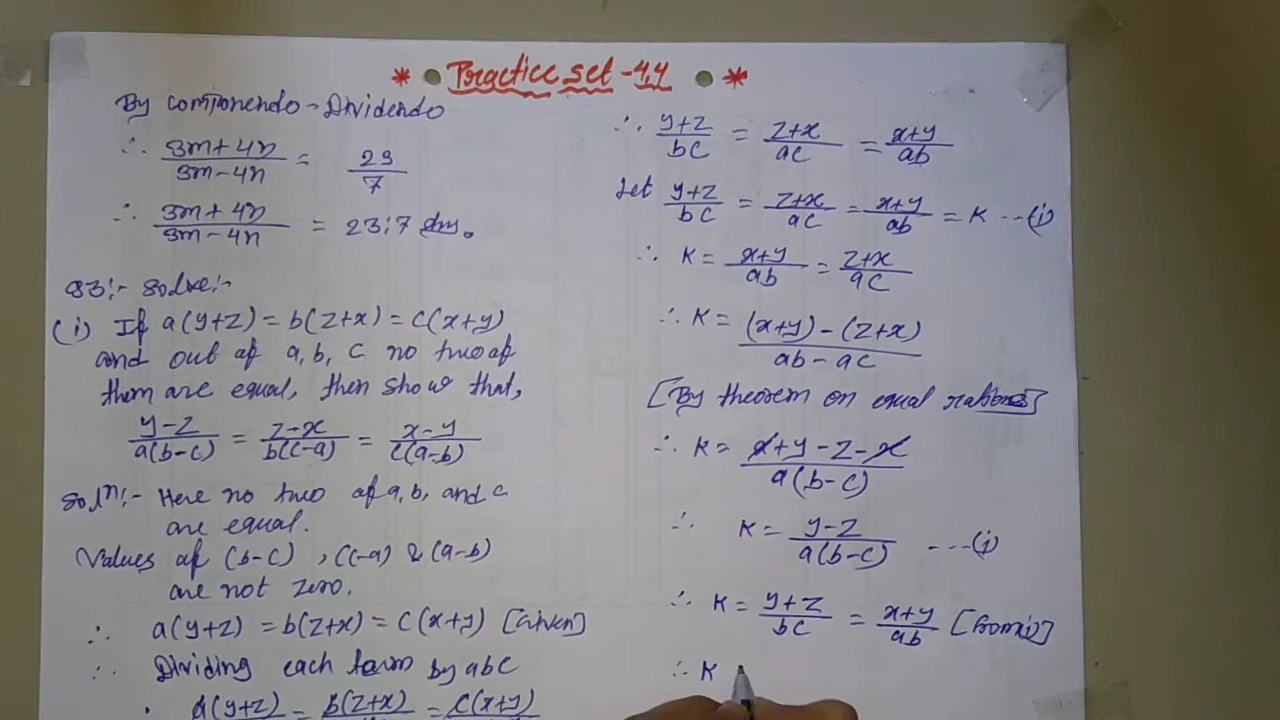 * Practice set - 4.4 *
By componendo - Dividendo
∴ 3m + 4n / 3m - 4n = 23 / 7
∴ 3m + 4n / 3m - 4n = 23:7
Q3:- Solve:-
(i) If a(y+z) = b(z+x) = c(x+y)
and out of a, b, c no two of
them are equal, then show that,
y-z / a(b-c) = z-x / b(c-a) = x-y / c(a-b)
Solⁿ:- Here no two of a, b, and c
are equal.
Values of (b-c), (c-a) & (a-b)
are not zero.
∴ a(y+z) = b(z+x) = c(x+y) [Given]
∴ Dividing each term by abc
∴ a(y+z) = b(z+x) = c(x+y)
∴ y+z / bc = z+x / ac = x+y / ab
Let y+z / bc = z+x / ac = x+y / ab = K ---(i)
∴ K = x+y / ab = z+x / ac
∴ K = (x+y) - (z+x) / ab - ac
[By theorem on equal ratios]
∴ K = x+y-z-x / a(b-c)
∴ K = y-z / a(b-c) ---(i)
∴ K = y+z / bc = x+y / ab [from(i)]
∴ K